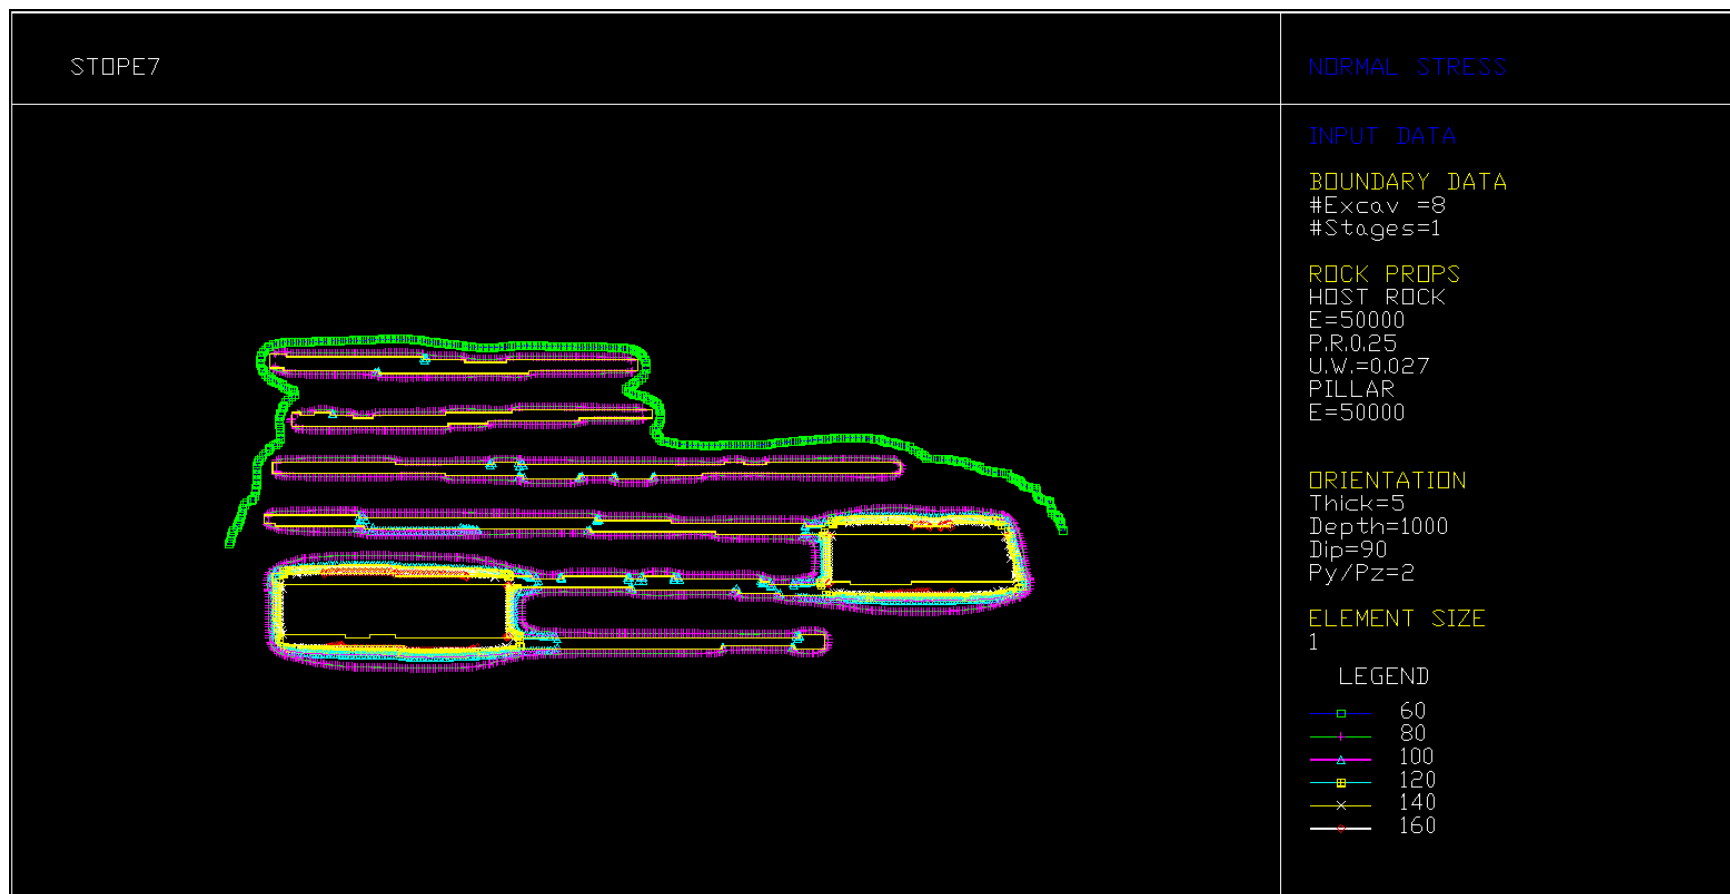 STOPE7
NORMAL STRESS
INPUT DATA
BOUNDARY DATA
#Excav =8
#Stages=1
ROCK PROPS
HOST ROCK
E=50000
P.R.0.25
U.W.=0.027
PILLAR
E=50000
ORIENTATION
Thick=5
Depth=1000
Dip=90
Py/Pz=2
ELEMENT SIZE
1
LEGEND
60
80
100
120
140
160